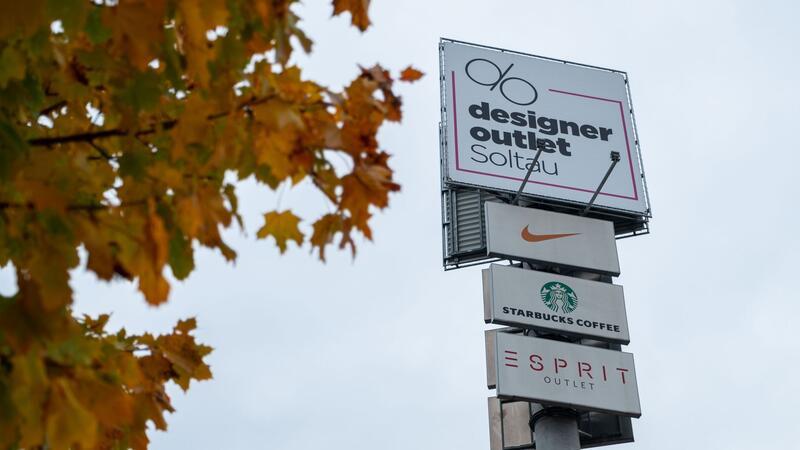 designer
outlet
Soltau
STARBUCKS COFFEE
ESPRIT
OUTLET